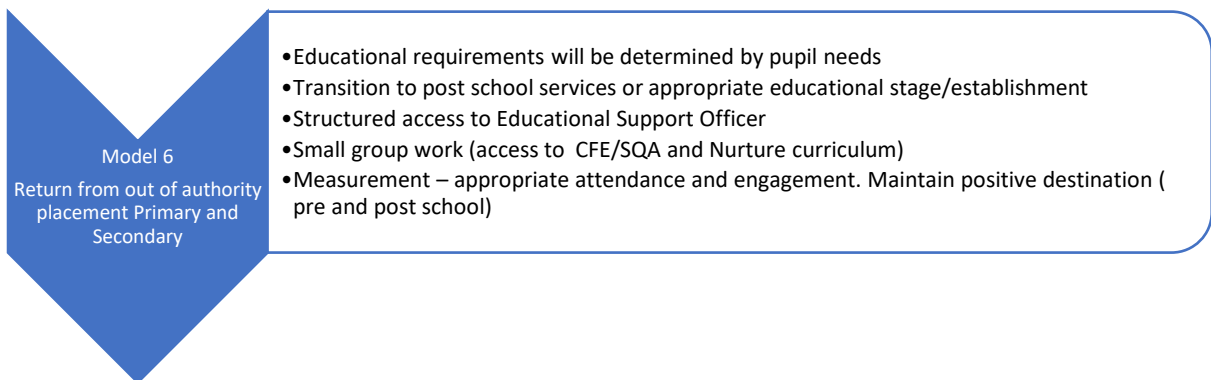 Model 6
Return from out of authority
placement Primary and
Secondary
•Educational requirements will be determined by pupil needs
•Transition to post school services or appropriate educational stage/establishment
•Structured access to Educational Support Officer
•Small group work (access to  CFE/SQA and Nurture curriculum)
•Measurement – appropriate attendance and engagement. Maintain positive destination (
pre and post school)